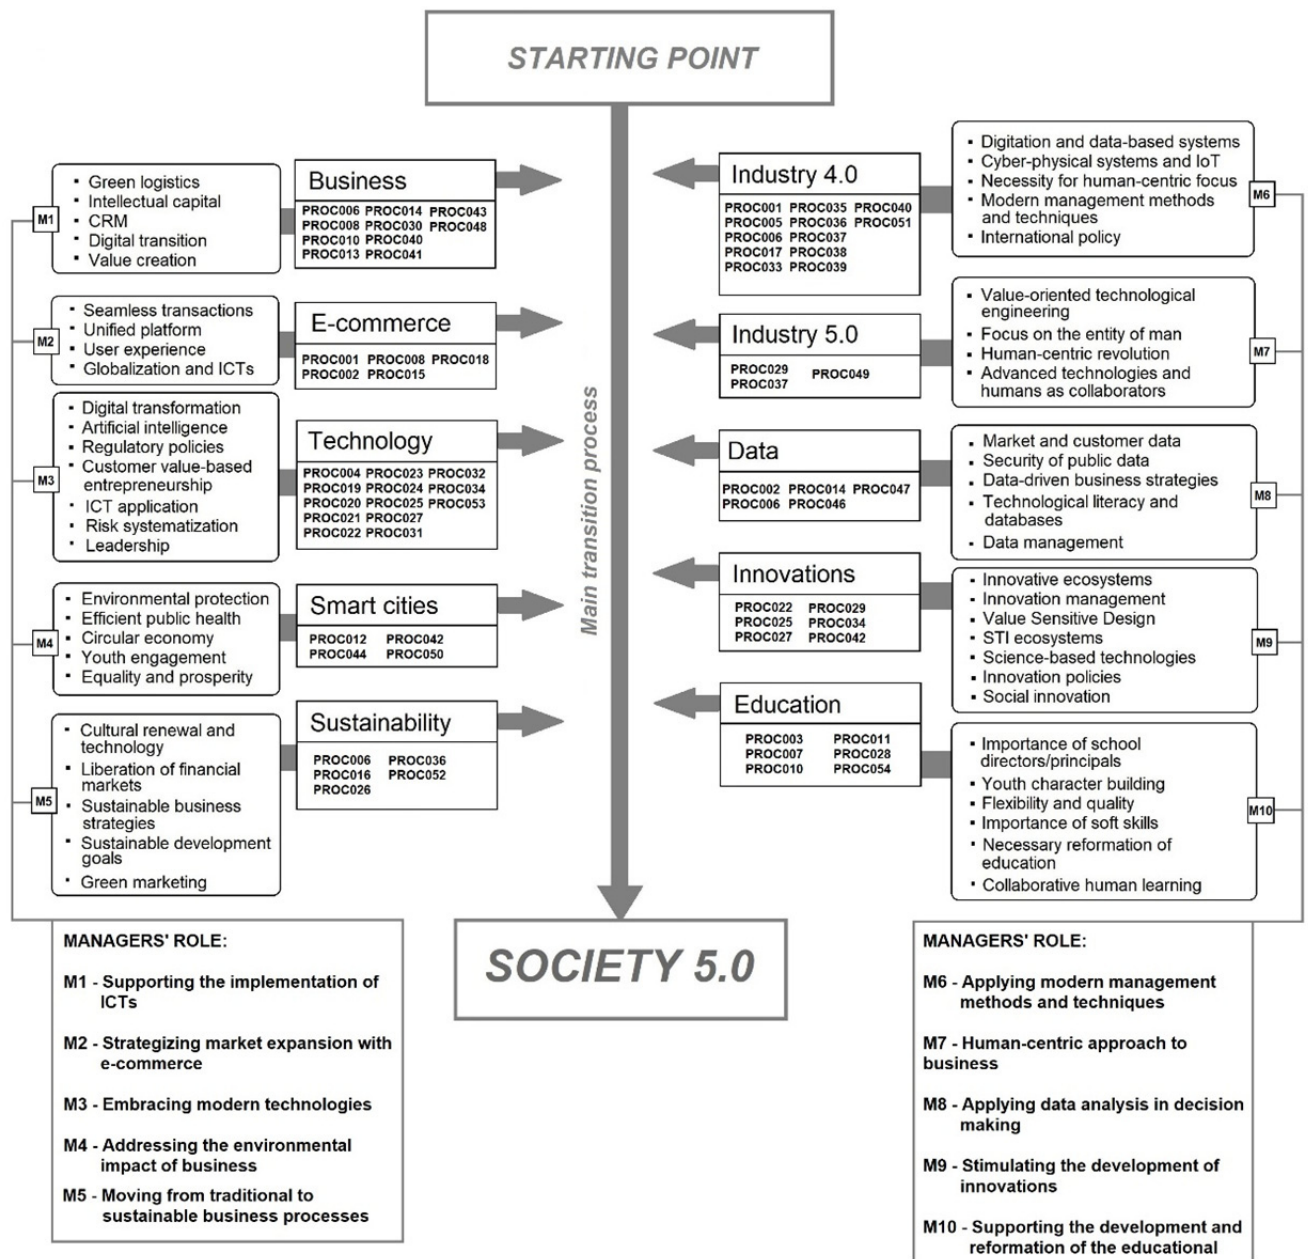 STARTING POINT
Main transition process
▪ Green logistics
▪ Intellectual capital
▪ CRM
▪ Digital transition
▪ Value creation
M1
Business
PROC006 PROC014 PROC043
PROC008 PROC030 PROC048
PROC010 PROC040
PROC013 PROC041
▪ Seamless transactions
▪ Unified platform
▪ User experience
▪ Globalization and ICTs
M2
E-commerce
PROC001 PROC008 PROC018
PROC002 PROC015
▪ Digital transformation
▪ Artificial intelligence
▪ Regulatory policies
▪ Customer value-based
entrepreneurship
▪ ICT application
▪ Risk systematization
▪ Leadership
M3
Technology
PROC004 PROC023 PROC032
PROC019 PROC024 PROC034
PROC020 PROC025 PROC053
PROC021 PROC027
PROC022 PROC031
▪ Environmental protection
▪ Efficient public health
▪ Circular economy
▪ Youth engagement
▪ Equality and prosperity
M4
Smart cities
PROC012 PROC042
PROC044 PROC050
▪ Cultural renewal and
technology
▪ Liberation of financial
markets
▪ Sustainable business
strategies
▪ Sustainable development
goals
▪ Green marketing
M5
Sustainability
PROC006 PROC036
PROC016 PROC052
PROC026
Industry 4.0
PROC001 PROC035 PROC040
PROC005 PROC036 PROC051
PROC006 PROC037
PROC017 PROC038
PROC033 PROC039
▪ Digitation and data-based systems
▪ Cyber-physical systems and IoT
▪ Necessity for human-centric focus
▪ Modern management methods
and techniques
▪ International policy
M6
Industry 5.0
PROC029 PROC049
PROC037
▪ Value-oriented technological
engineering
▪ Focus on the entity of man
▪ Human-centric revolution
▪ Advanced technologies and
humans as collaborators
M7
Data
PROC002 PROC014 PROC047
PROC006 PROC046
▪ Market and customer data
▪ Security of public data
▪ Data-driven business strategies
▪ Technological literacy and
databases
▪ Data management
M8
Innovations
PROC022 PROC029
PROC025 PROC034
PROC027 PROC042
▪ Innovative ecosystems
▪ Innovation management
▪ Value Sensitive Design
▪ STI ecosystems
▪ Science-based technologies
▪ Innovation policies
▪ Social innovation
M9
Education
PROC003 PROC011
PROC007 PROC028
PROC010 PROC054
▪ Importance of school
directors/principals
▪ Youth character building
▪ Flexibility and quality
▪ Importance of soft skills
▪ Necessary reformation of
education
▪ Collaborative human learning
M10
SOCIETY 5.0
MANAGERS' ROLE:
M1 - Supporting the implementation of
ICTs
M2 - Strategizing market expansion with
e-commerce
M3 - Embracing modern technologies
M4 - Addressing the environmental
impact of business
M5 - Moving from traditional to
sustainable business processes
MANAGERS' ROLE:
M6 - Applying modern management
methods and techniques
M7 - Human-centric approach to
business
M8 - Applying data analysis in decision
making
M9 - Stimulating the development of
innovations
M10 - Supporting the development and
reformation of the educational